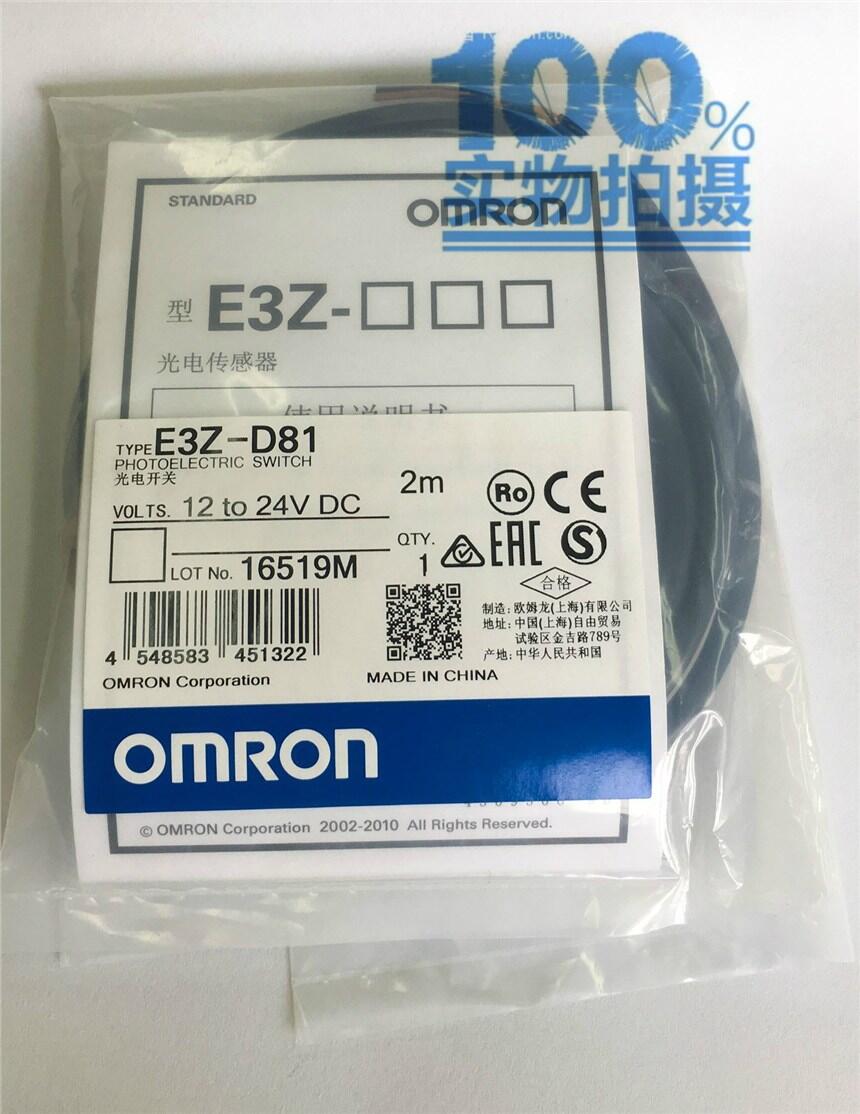 100%
实物拍摄
STANDARD
OMRON
型 E3Z-□□□
光电传感器
使用说明书
TYPE E3Z-D81
PHOTOELECTRIC SWITCH
光电开关
2m
VOLTS. 12 to 24V DC
QTY.
1
LOT No. 16519M
Ro CE
EAC S
合格
4 548583 451322
制造: 欧姆龙(上海)有限公司
地址: 中国(上海)自由贸易
试验区金吉路789号
产地: 中华人民共和国
OMRON Corporation
MADE IN CHINA
OMRON
© OMRON Corporation 2002-2010 All Rights Reserved.